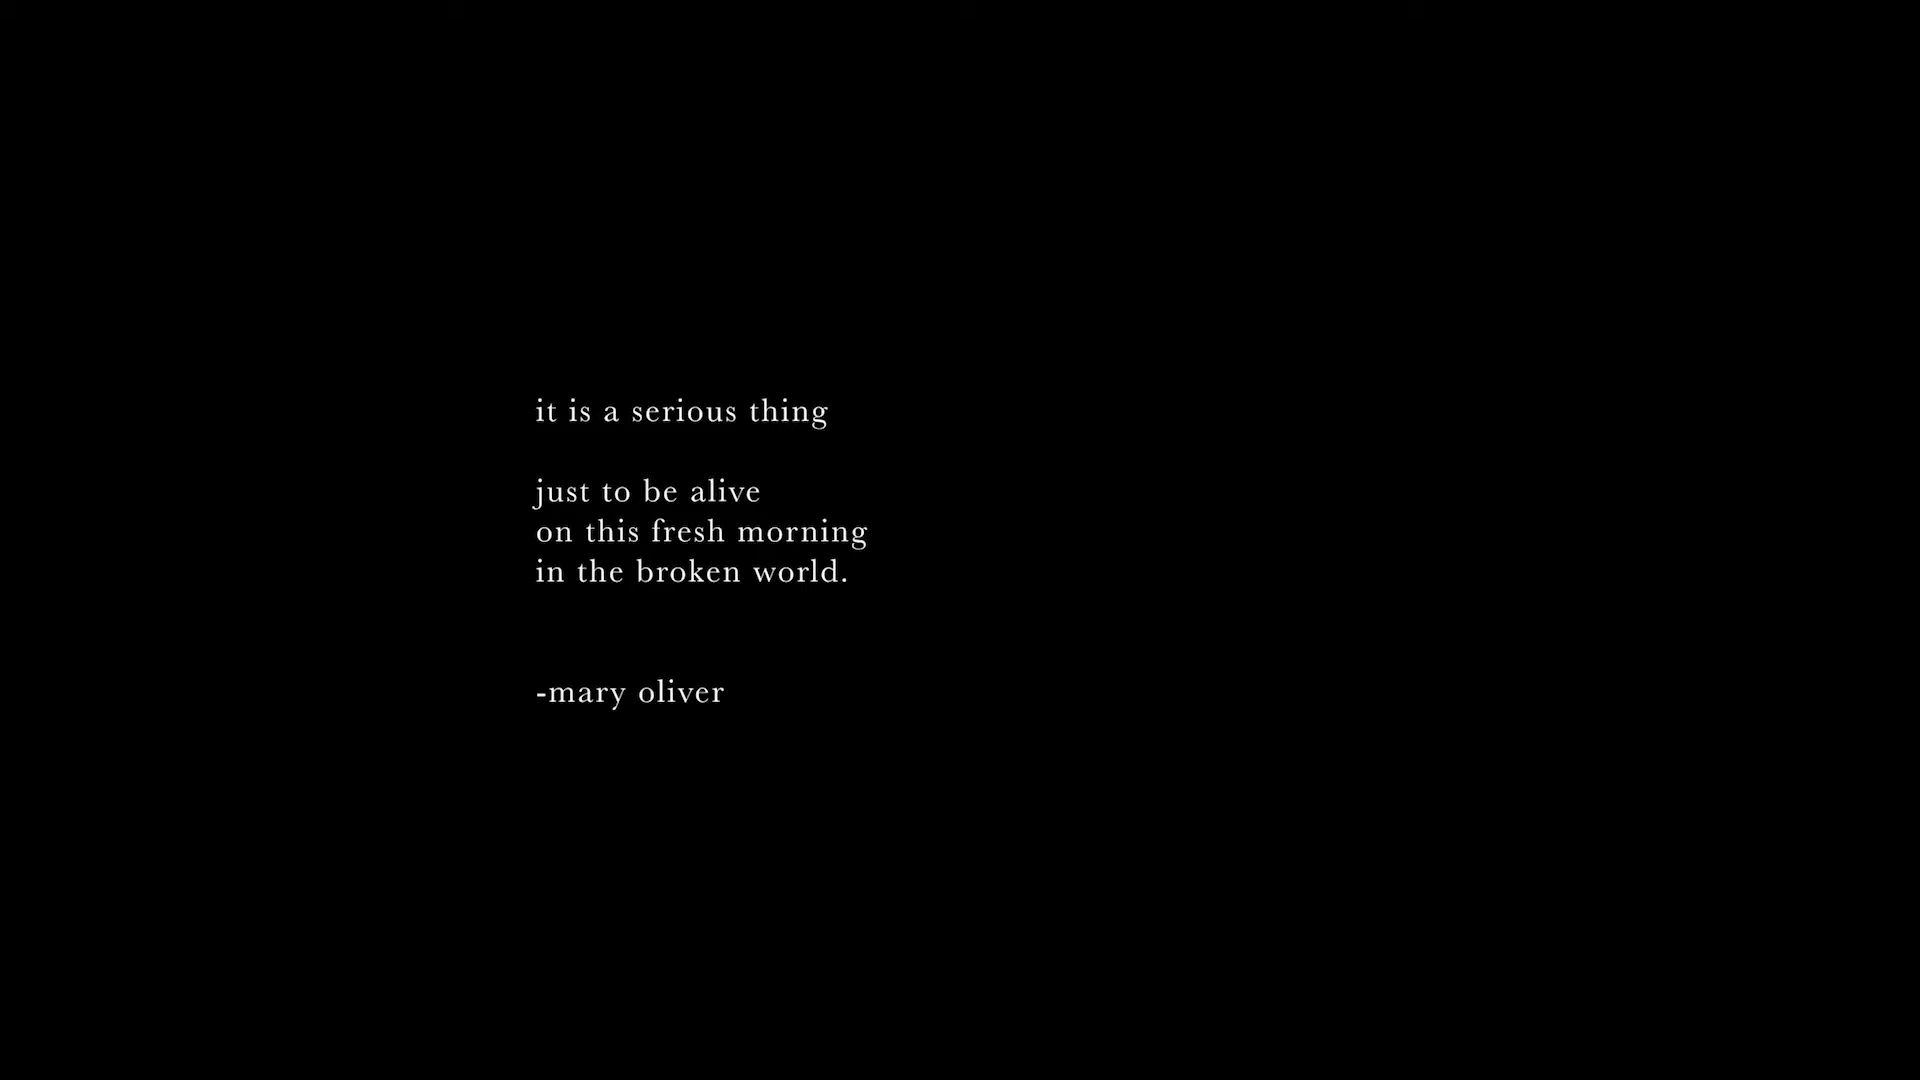 it is a serious thing
just to be alive
on this fresh morning
in the broken world.
-mary oliver